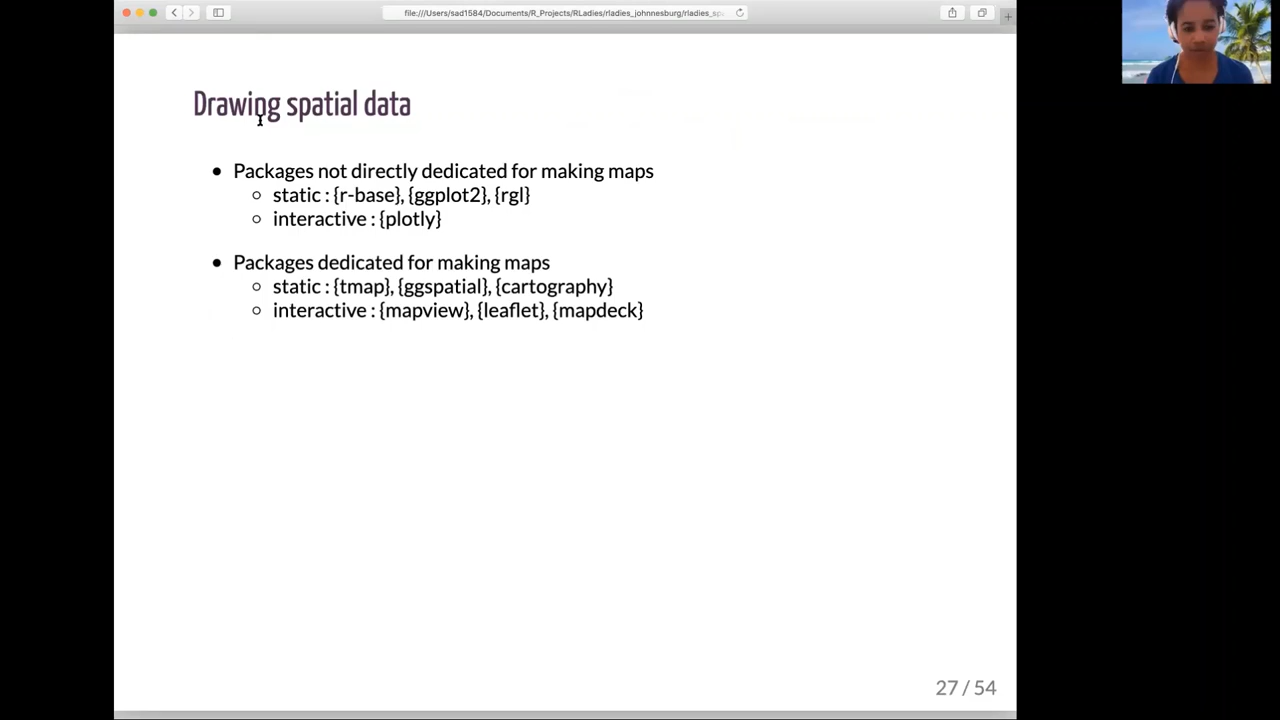 file:///Users/sad1584/Documents/R_Projects/RLadies/rladies_johnnesburg/rladies_sp
Drawing spatial data
• Packages not directly dedicated for making maps
○ static : {r-base}, {ggplot2}, {rgl}
○ interactive : {plotly}
• Packages dedicated for making maps
○ static : {tmap}, {ggspatial}, {cartography}
○ interactive : {mapview}, {leaflet}, {mapdeck}
27 / 54